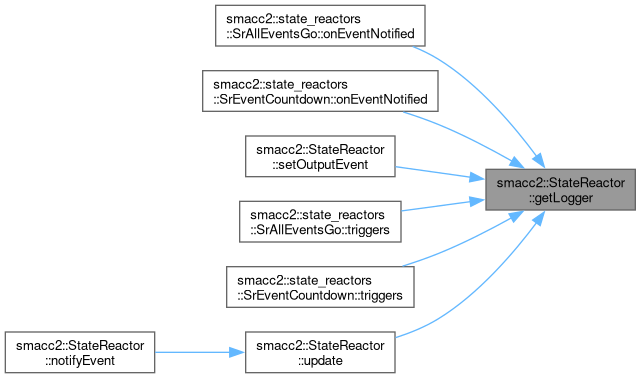 smacc2::state_reactors
::SrAllEventsGo::onEventNotified
smacc2::state_reactors
::SrEventCountdown::onEventNotified
smacc2::StateReactor
::setOutputEvent
smacc2::StateReactor
::getLogger
smacc2::state_reactors
::SrAllEventsGo::triggers
smacc2::state_reactors
::SrEventCountdown::triggers
smacc2::StateReactor
::notifyEvent
smacc2::StateReactor
::update